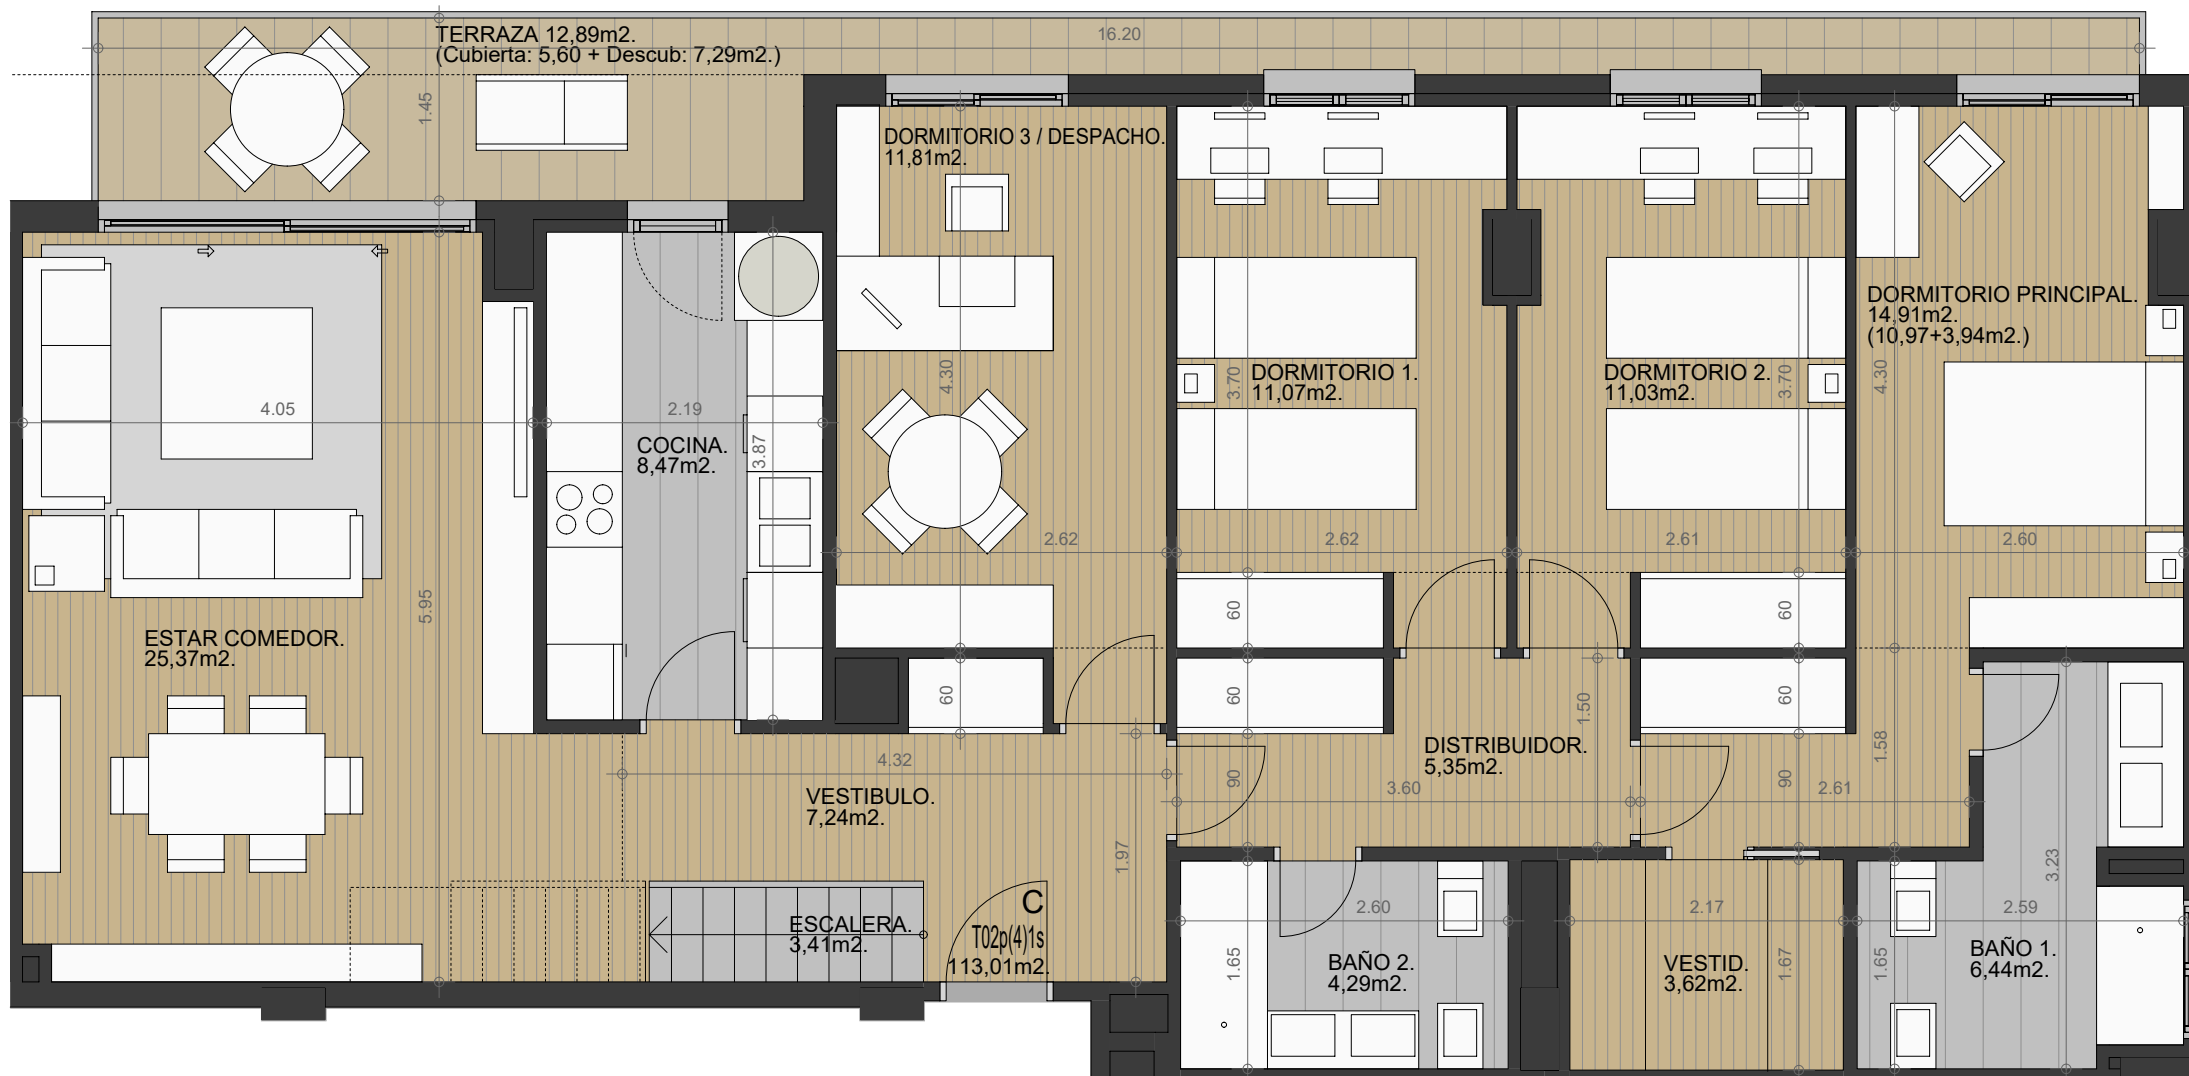 TERRAZA 12,89m2.
(Cubierta: 5,60 + Descub: 7,29m2.)
16.20
1.45
DORMITORIO 3 / DESPACHO.
11,81m2.
DORMITORIO PRINCIPAL.
14,91m2.
(10,97+3,94m2.)
4.30
3.70
DORMITORIO 1.
11,07m2.
DORMITORIO 2.
11,03m2.
3.70
4.30
4.05
2.19
COCINA.
8,47m2.
3.87
2.62
2.62
2.61
2.60
5.95
60
60
ESTAR COMEDOR.
25,37m2.
60
60
60
1.50
DISTRIBUIDOR.
5,35m2.
1.58
4.32
90
90
3.60
2.61
VESTIBULO.
7,24m2.
1.97
3.23
C
T02p(4)1s
113,01m2.
ESCALERA.
3,41m2.
2.60
2.17
2.59
1.65
BAÑO 2.
4,29m2.
VESTID.
3,62m2.
1.67
1.65
BAÑO 1.
6,44m2.